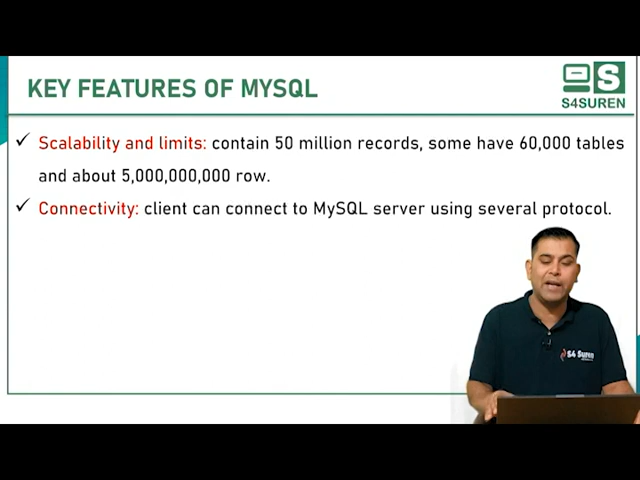 KEY FEATURES OF MYSQL
S4SUREN
✓ Scalability and limits: contain 50 million records, some have 60,000 tables
and about 5,000,000,000 row.
✓ Connectivity: client can connect to MySQL server using several protocol.
S4 Suren